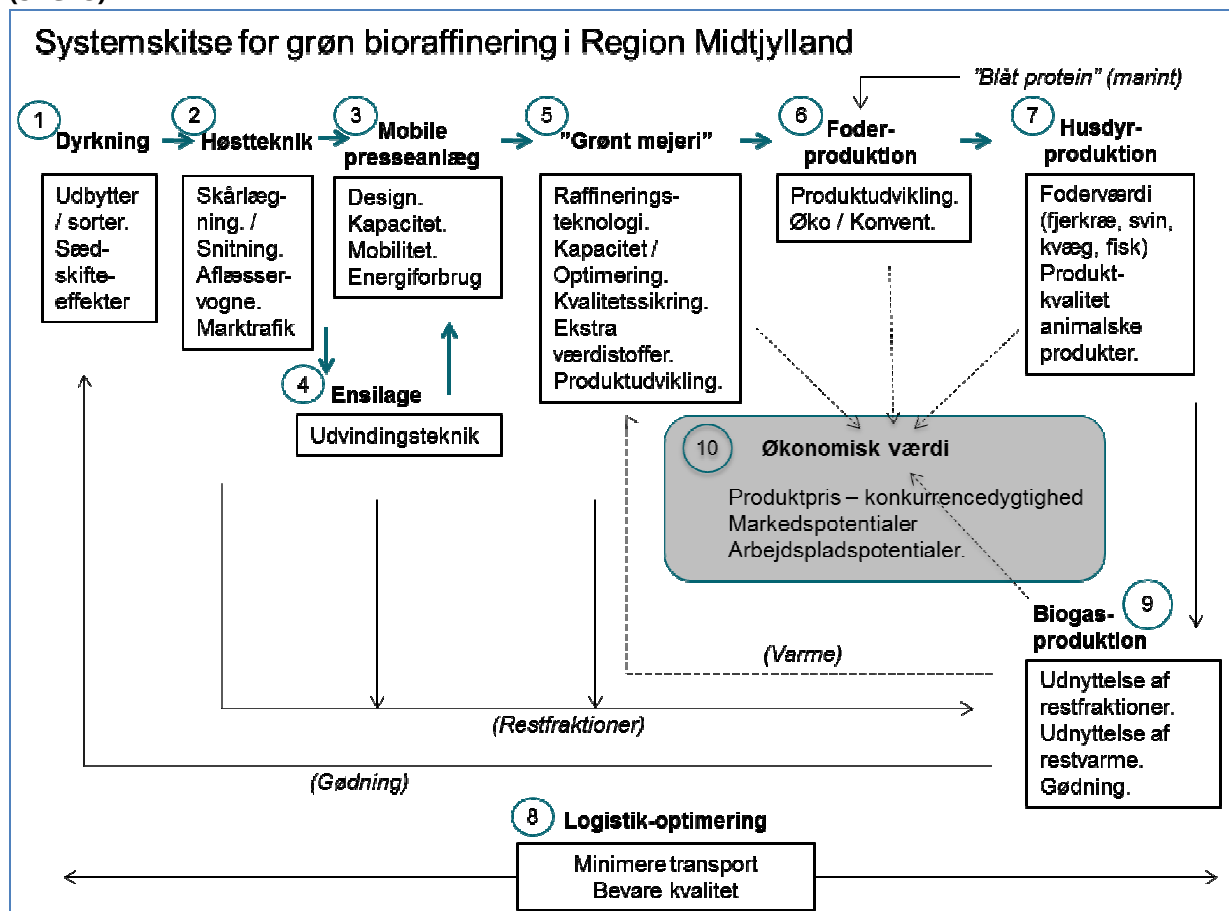 Systemskitse for grøn bioraffinering i Region Midtjylland
"Blåt protein" (marint)
1
Dyrkning
Udbytter
/ sorter.
Sæd-
skifte-
effekter
2
Høstteknik
Skårlæg-
ning. /
Snitning.
Aflæsser-
vogne.
Marktrafik
3
Mobile
presseanlæg
Design.
Kapacitet.
Mobilitet.
Energiforbrug
4
Ensilage
Udvindingsteknik
5
"Grønt mejeri"
Raffinerings-
teknologi.
Kapacitet /
Optimering.
Kvalitetssikring.
Ekstra
værdistoffer.
Produktudvikling.
6
Foder-
produktion
Produktudvikling.
Øko / Konvent.
7
Husdyr-
produktion
Foderværdi
(fjerkræ, svin,
kvæg, fisk)
Produkt-
kvalitet
animalske
produkter.
10
Økonomisk værdi
Produktpris – konkurrencedygtighed
Markedspotentialer
Arbejdspladspotentialer.
9
Biogas-
produktion
Udnyttelse af
restfraktioner.
Udnyttelse af
restvarme.
Gødning.
(Varme)
(Restfraktioner)
(Gødning)
8
Logistik-optimering
Minimere transport
Bevare kvalitet